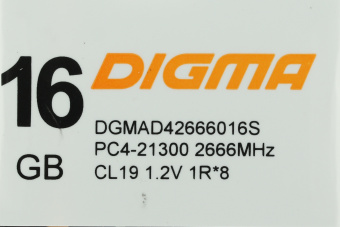 16 GB
DIGMA
DGMAD42666016S
PC4-21300 2666MHz
CL19 1.2V 1R*8